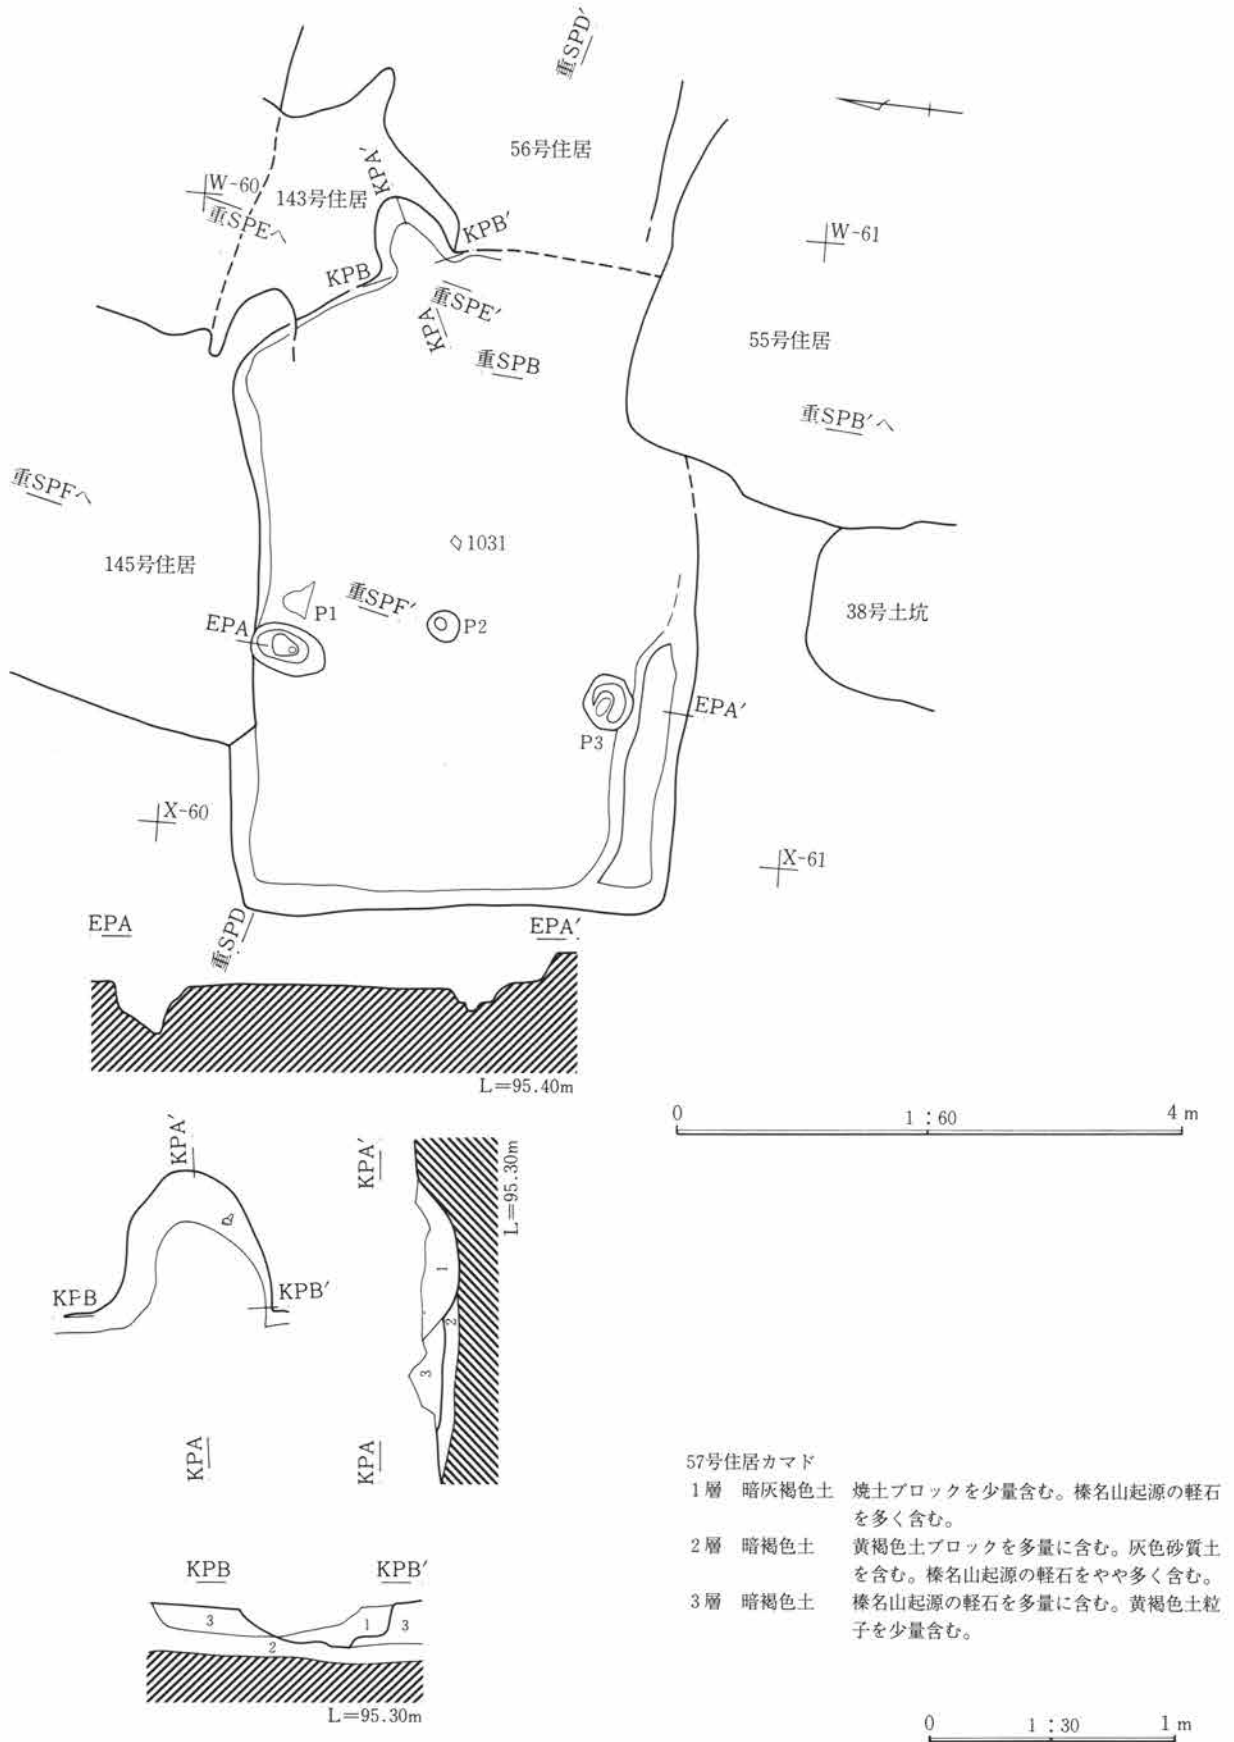 重SPD′
56号住居
KPA′
W-60
143号住居
重SPEへ
KPB′
W-61
KPB
重SPE′
KPA
重SPB
55号住居
重SPB′へ
重SPFへ
1031
145号住居
重SPF′
P1
EPA
P2
38号土坑
P3
EPA′
X-60
X-61
EPA
重SPD
EPA′
L=95.40m
0
1:60
4 m
KPA′
KPA′
L=95.30m
1
KPB
KPB′
2
3
KPA
KPA
57号住居カマド
1層 暗灰褐色土 焼土ブロックを少量含む。榛名山起源の軽石
を多く含む。
2層 暗褐色土 黄褐色土ブロックを多量に含む。灰色砂質土
を含む。榛名山起源の軽石をやや多く含む。
3層 暗褐色土 榛名山起源の軽石を多量に含む。黄褐色土粒
子を少量含む。
KPB
KPB′
3
1
3
2
L=95.30m
0
1:30
1 m